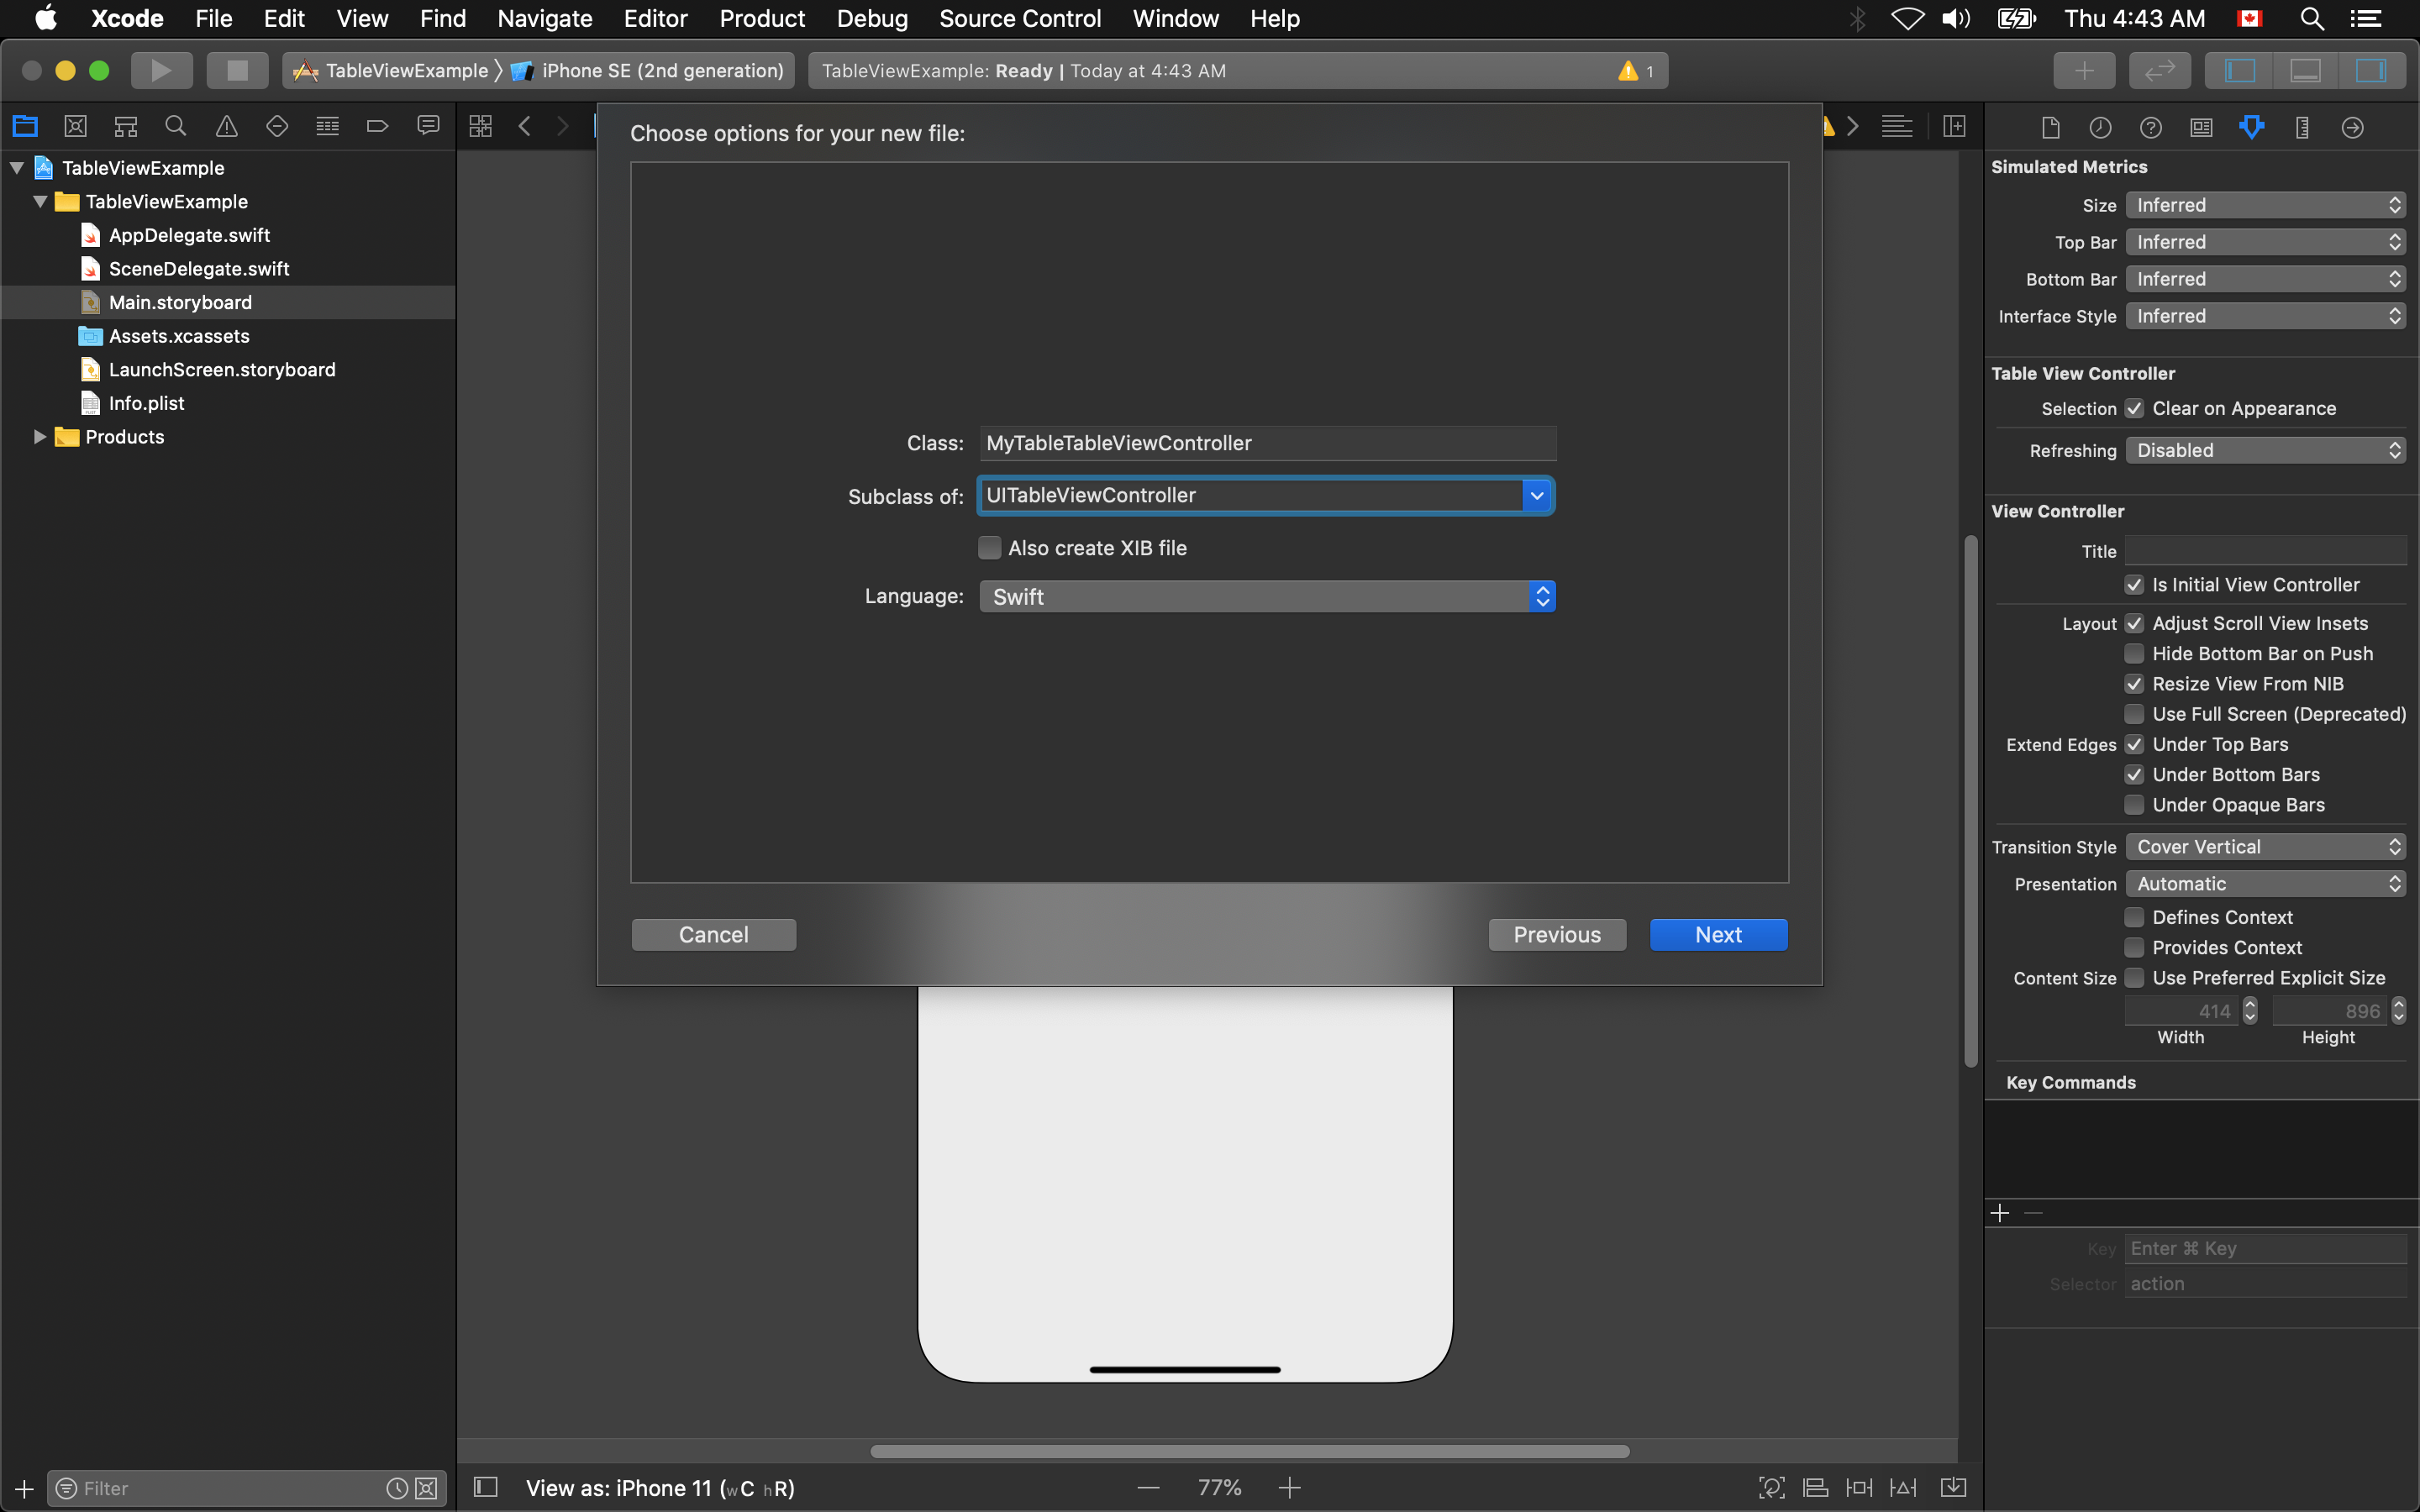 Xcode File Edit View Find Navigate Editor Product Debug Source Control Window Help Thu 4:43 AM
TableViewExample iPhone SE (2nd generation) TableViewExample: Ready | Today at 4:43 AM 1
TableViewExample
TableViewExample
AppDelegate.swift
SceneDelegate.swift
Main.storyboard
Assets.xcassets
LaunchScreen.storyboard
Info.plist
Products
Filter
Choose options for your new file:
Class: MyTableTableViewController
Subclass of: UITableViewController
Also create XIB file
Language: Swift
Cancel Previous Next
View as: iPhone 11 (wC hR) 77%
Simulated Metrics
Size Inferred
Top Bar Inferred
Bottom Bar Inferred
Interface Style Inferred
Table View Controller
Selection Clear on Appearance
Refreshing Disabled
View Controller
Title
Is Initial View Controller
Layout Adjust Scroll View Insets
Hide Bottom Bar on Push
Resize View From NIB
Use Full Screen (Deprecated)
Extend Edges Under Top Bars
Under Bottom Bars
Under Opaque Bars
Transition Style Cover Vertical
Presentation Automatic
Defines Context
Provides Context
Content Size Use Preferred Explicit Size
414 896
Width Height
Key Commands
Key Enter ⌘ Key
Selector action